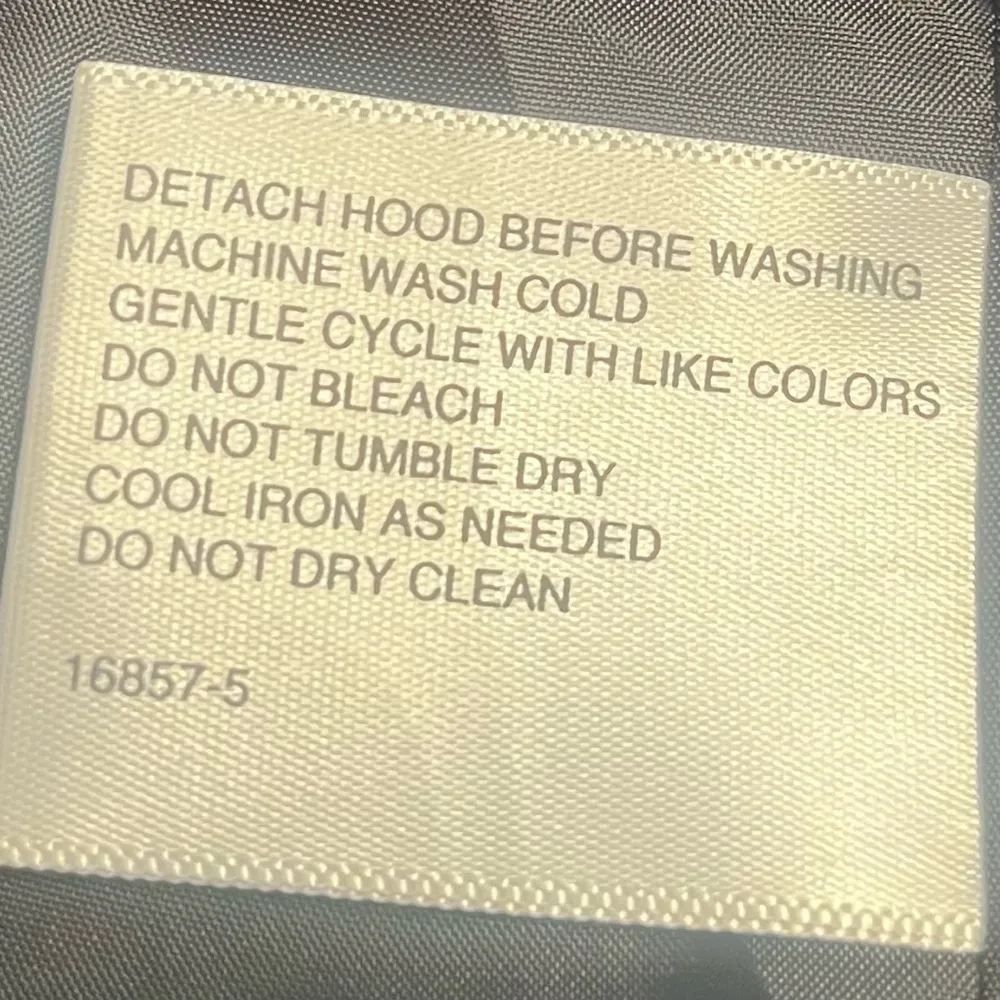 DETACH HOOD BEFORE WASHING
MACHINE WASH COLD
GENTLE CYCLE WITH LIKE COLORS
DO NOT BLEACH
DO NOT TUMBLE DRY
COOL IRON AS NEEDED
DO NOT DRY CLEAN
16857-5